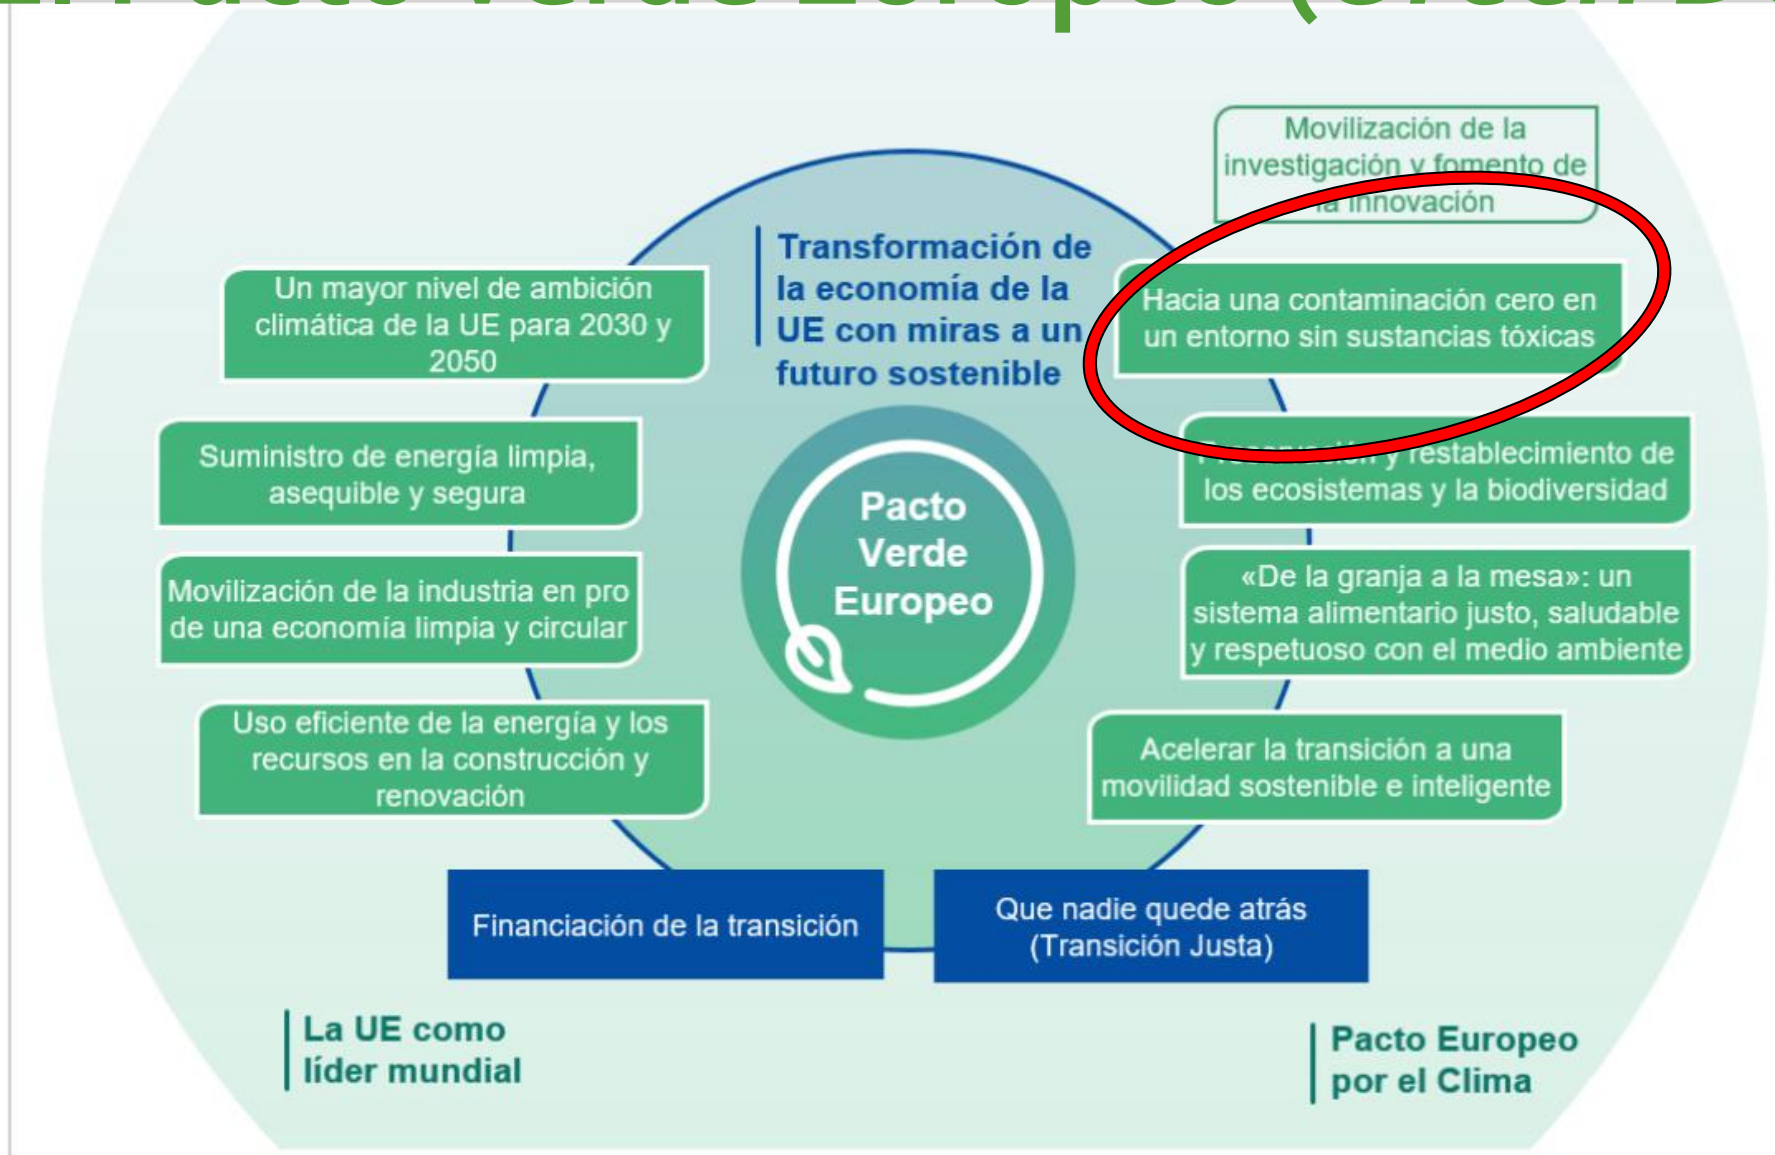 El Pacto Verde Europeo (Green D
Movilización de la
investigación y fomento de
la innovación
Transformación de
la economía de la
UE con miras a un
futuro sostenible
Un mayor nivel de ambición
climática de la UE para 2030 y
2050
Hacia una contaminación cero en
un entorno sin sustancias tóxicas
Suministro de energía limpia,
asequible y segura
Preservación y restablecimiento de
los ecosistemas y la biodiversidad
Pacto
Verde
Europeo
Movilización de la industria en pro
de una economía limpia y circular
«De la granja a la mesa»: un
sistema alimentario justo, saludable
y respetuoso con el medio ambiente
Uso eficiente de la energía y los
recursos en la construcción y
renovación
Acelerar la transición a una
movilidad sostenible e inteligente
Financiación de la transición
Que nadie quede atrás
(Transición Justa)
La UE como
líder mundial
Pacto Europeo
por el Clima